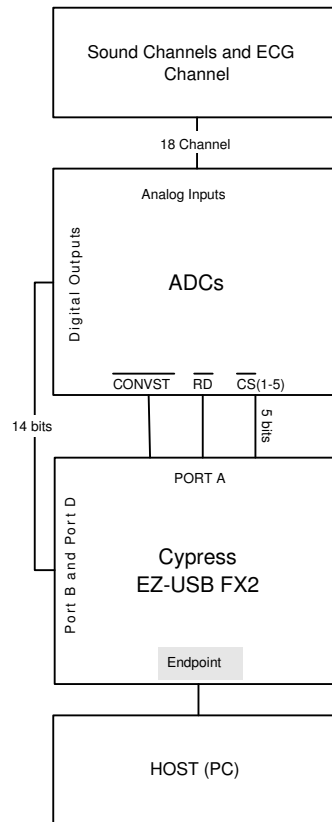 Sound Channels and ECG
Channel
18 Channel
Analog Inputs
Digital Outputs
ADCs
CONVST
RD
CS(1-5)
14 bits
5 bits
PORT A
Port B and Port D
Cypress
EZ-USB FX2
Endpoint
HOST (PC)